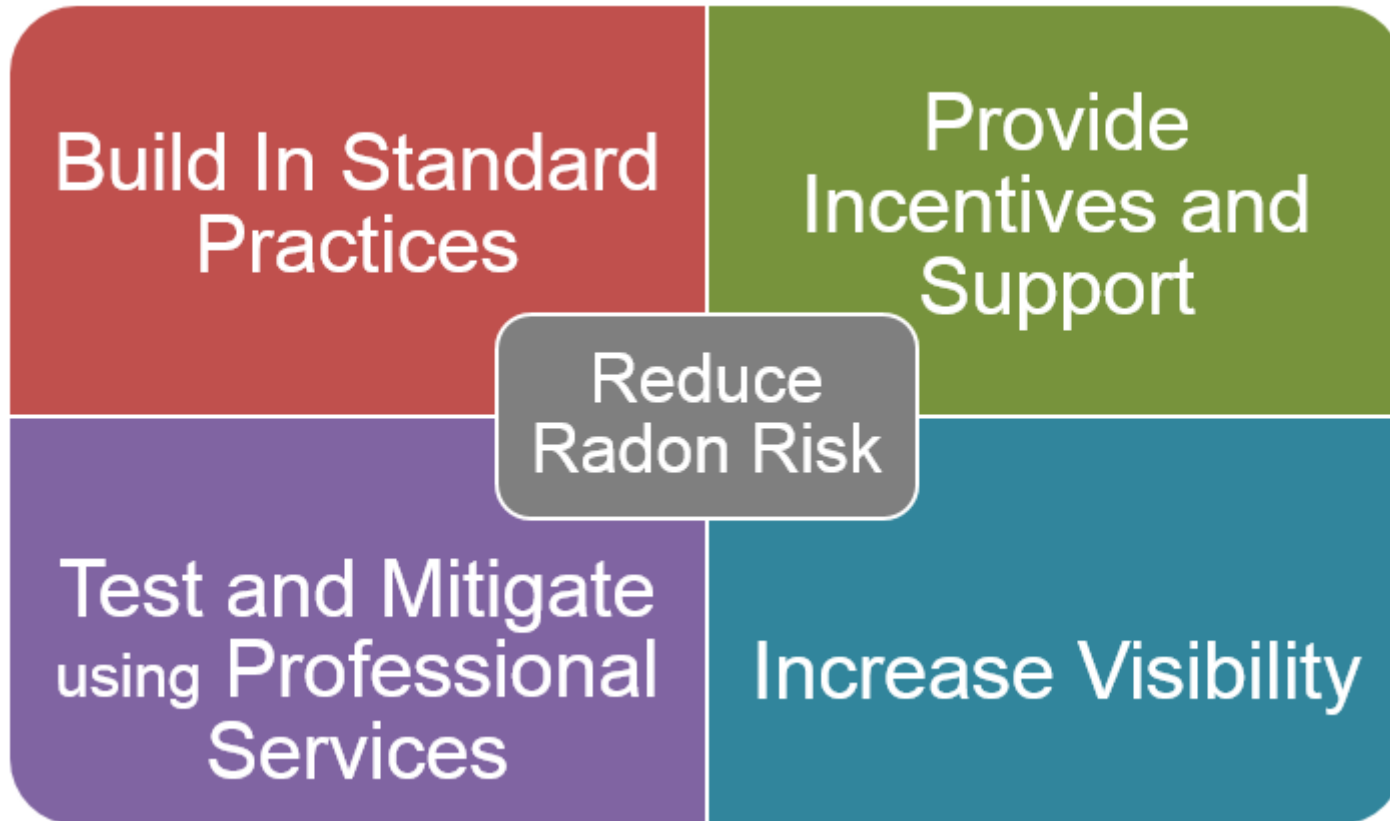 Build In Standard
Practices
Provide
Incentives and
Support
Reduce
Radon Risk
Test and Mitigate
using Professional
Services
Increase Visibility